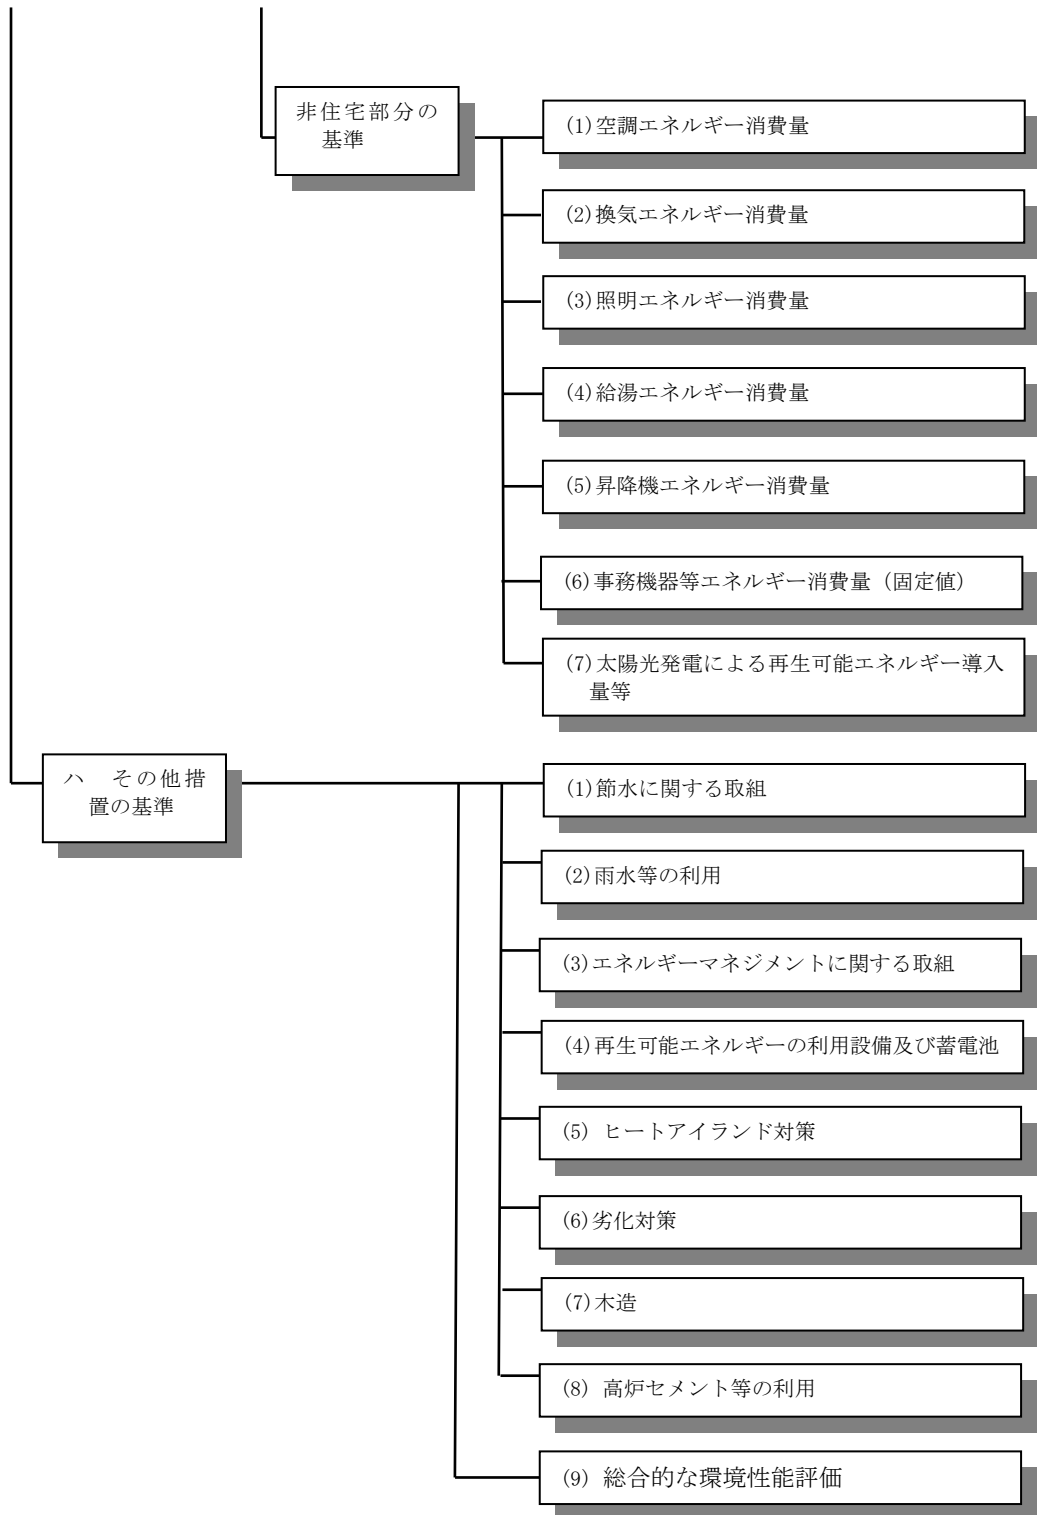 非住宅部分の
基準
(1)空調エネルギー消費量
(2)換気エネルギー消費量
(3)照明エネルギー消費量
(4)給湯エネルギー消費量
(5)昇降機エネルギー消費量
(6)事務機器等エネルギー消費量（固定値）
(7)太陽光発電による再生可能エネルギー導入
量等
ハ　その他措
置の基準
(1)節水に関する取組
(2)雨水等の利用
(3)エネルギーマネジメントに関する取組
(4)再生可能エネルギーの利用設備及び蓄電池
(5) ヒートアイランド対策
(6)劣化対策
(7)木造
(8) 高炉セメント等の利用
(9) 総合的な環境性能評価